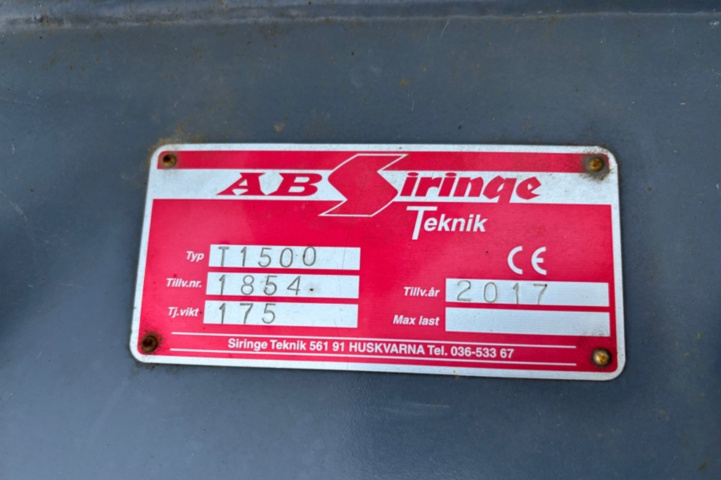 AB Siringe
Teknik
Typ T1500
CE
Tillv.nr. 1854
Tillv.år 2017
Tj.vikt 175
Max last
Siringe Teknik 561 91 HUSKVARNA Tel. 036-533 67